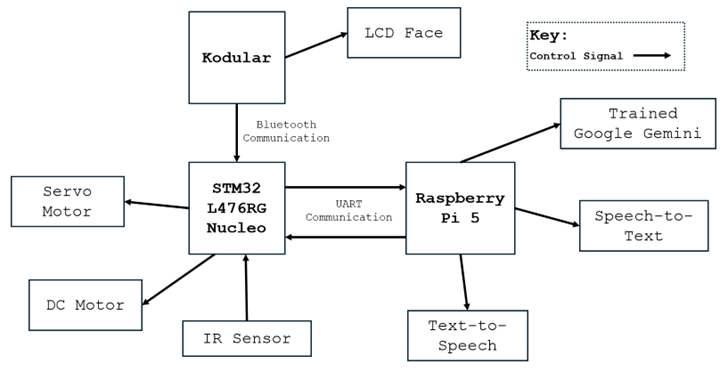 LCD Face
Key:
Control Signal
Kodular
Bluetooth
Communication
Trained
Google Gemini
STM32
L476RG
Nucleo
UART
Communication
Raspberry
Pi 5
Servo
Motor
Speech-to-
Text
DC Motor
IR Sensor
Text-to-
Speech